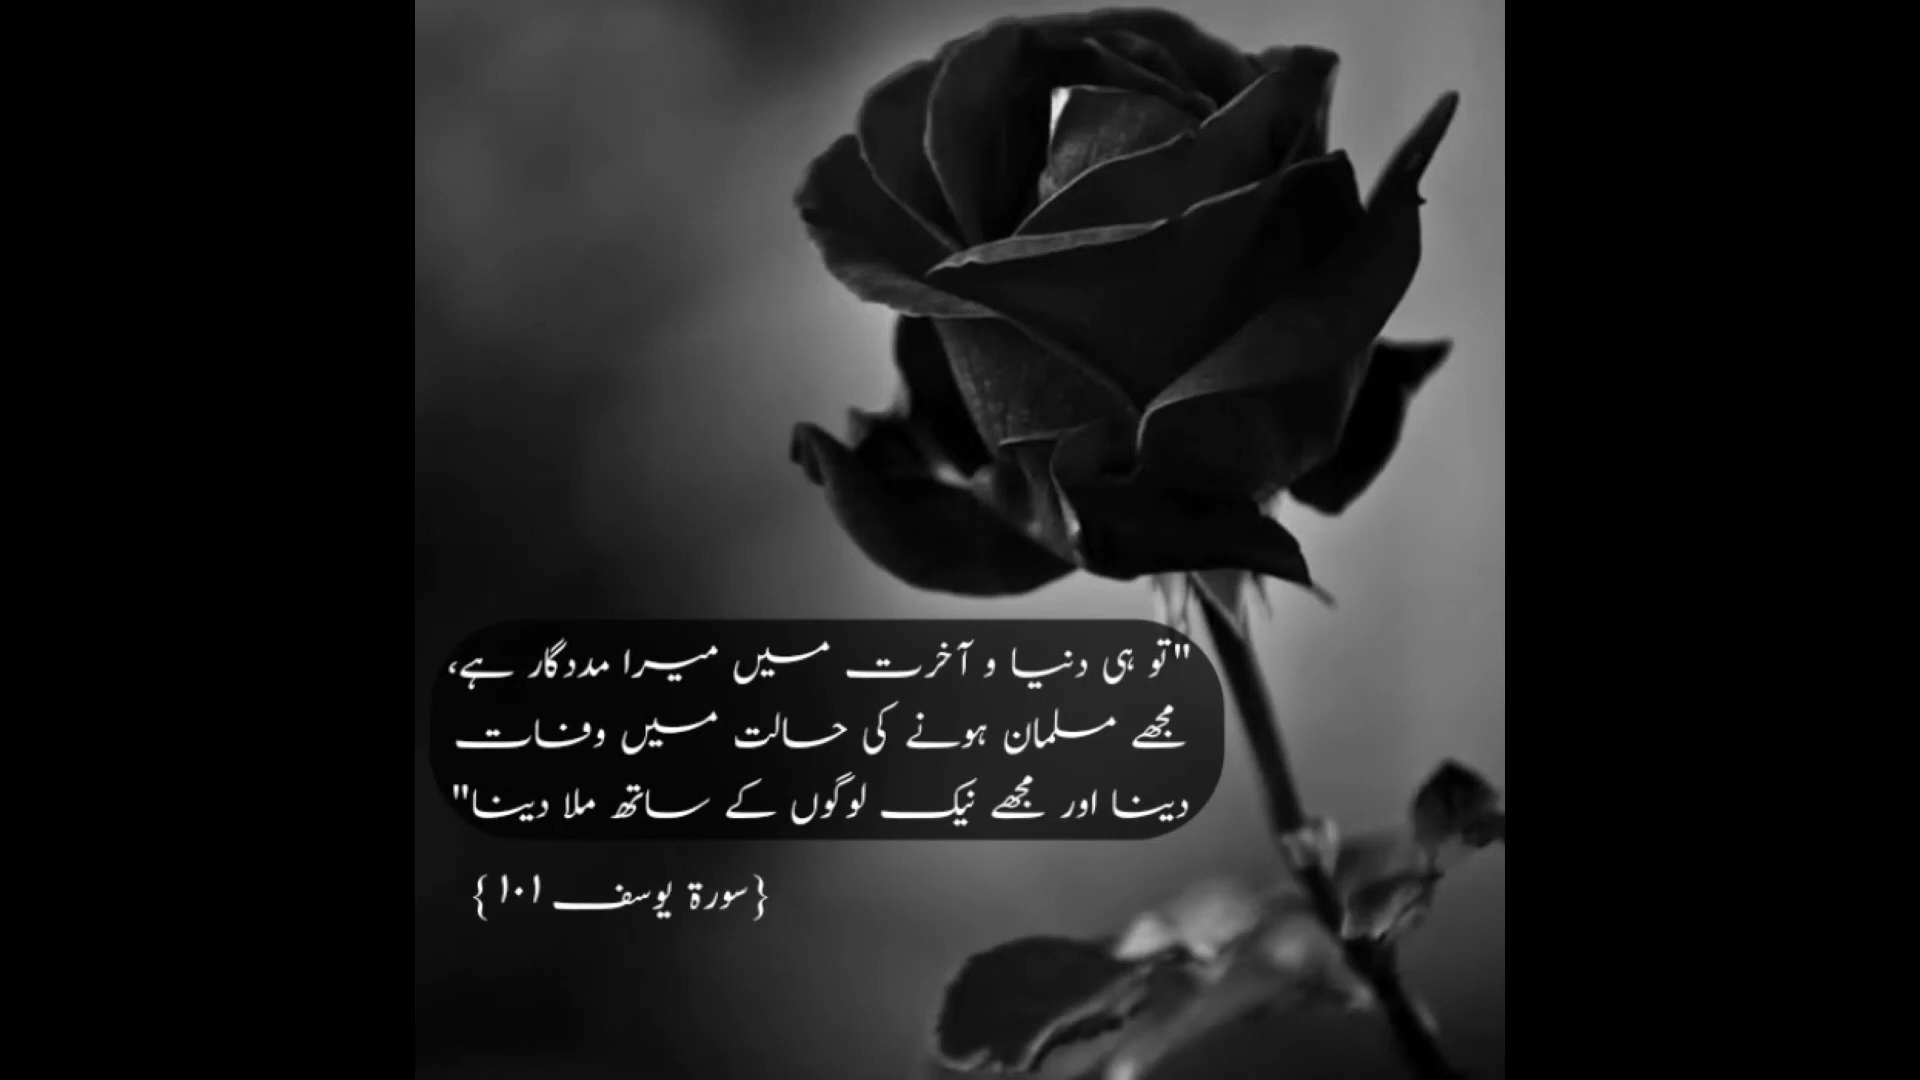 "تو ہی دنیا و آخرت میں میرا مددگار ہے،
مجھے مسلمان ہونے کی حالت میں وفات
دینا اور مجھے نیک لوگوں کے ساتھ ملا دینا"
{سورۃ یوسف ۱۰۱}